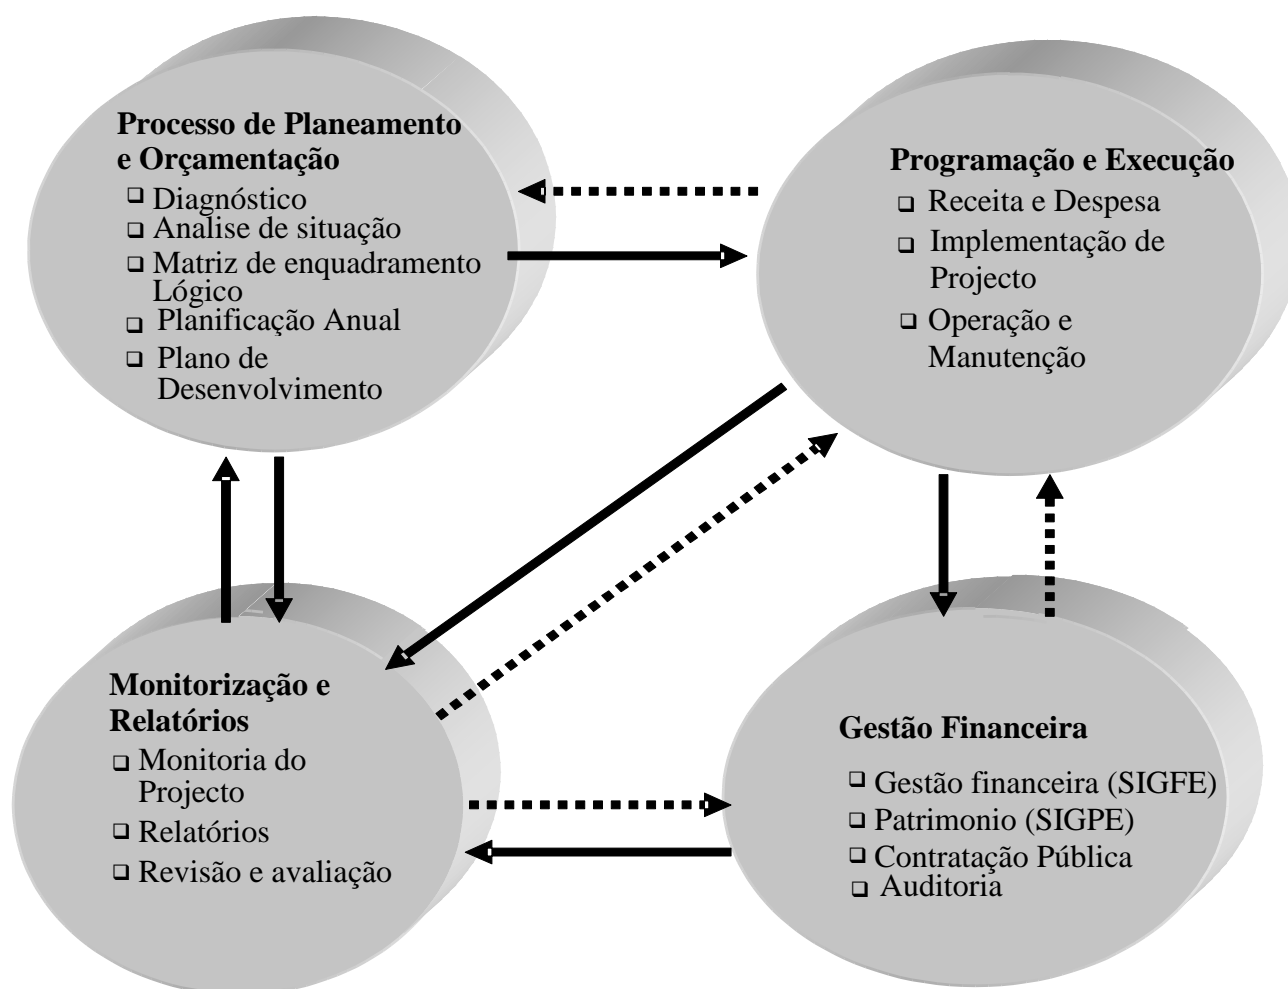 Processo de Planeamento
e Orçamentação
Diagnóstico
Analise de situação
Matriz de enquadramento
Lógico
Planificação Anual
Plano de
Desenvolvimento
Programação e Execução
Receita e Despesa
Implementação de
Projecto
Operação e
Manutenção
Monitorização e
Relatórios
Monitoria do
Projecto
Relatórios
Revisão e avaliação
Gestão Financeira
Gestão financeira (SIGFE)
Patrimonio (SIGPE)
Contratação Pública
Auditoria